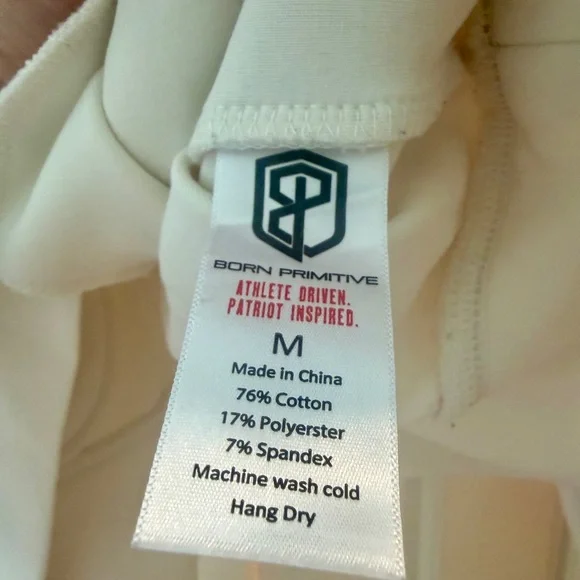 BORN PRIMITIVE
ATHLETE DRIVEN.
PATRIOT INSPIRED.
M
Made in China
76% Cotton
17% Polyerster
7% Spandex
Machine wash cold
Hang Dry